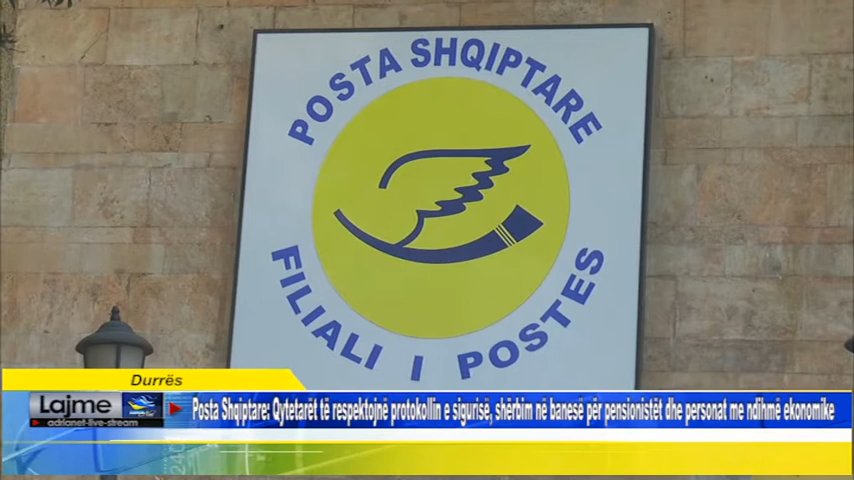 POSTA SHQIPTARE
FILIALI I POSTES
Durrës
Lajme
adrianet-live-stream
Posta Shqiptare: Qytetarët të respektojnë protokollin e sigurisë, shërbim në banesë për pensionistët dhe personat me ndihmë ekonomike